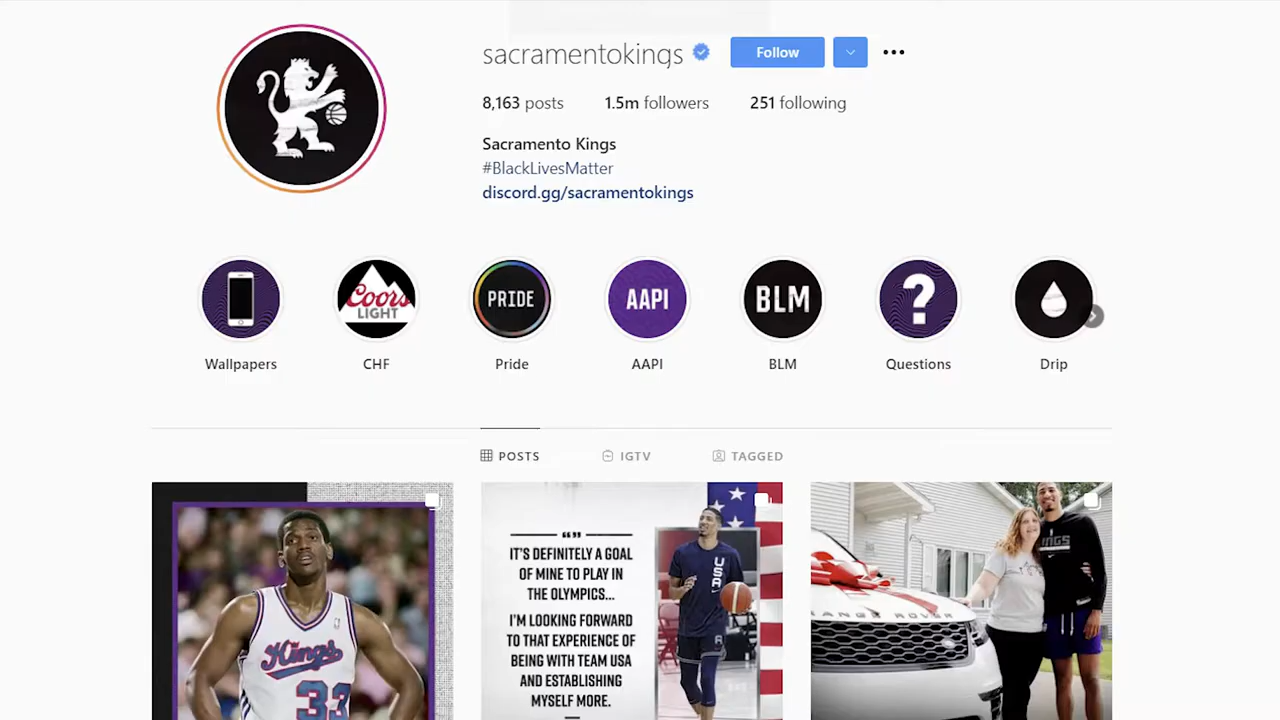 sacramentokings
Follow
8,163 posts
1.5m followers
251 following
Sacramento Kings
#BlackLivesMatter
discord.gg/sacramentokings
Coors
LIGHT
PRIDE
AAPI
BLM
?
Wallpapers
CHF
Pride
AAPI
BLM
Questions
Drip
POSTS
IGTV
TAGGED
Kings
33
IT'S DEFINITELY A GOAL
OF MINE TO PLAY IN
THE OLYMPICS...
I'M LOOKING FORWARD
TO THAT EXPERIENCE OF
BEING WITH TEAM USA
AND ESTABLISHING
MYSELF MORE.
USA
RANGE ROVER